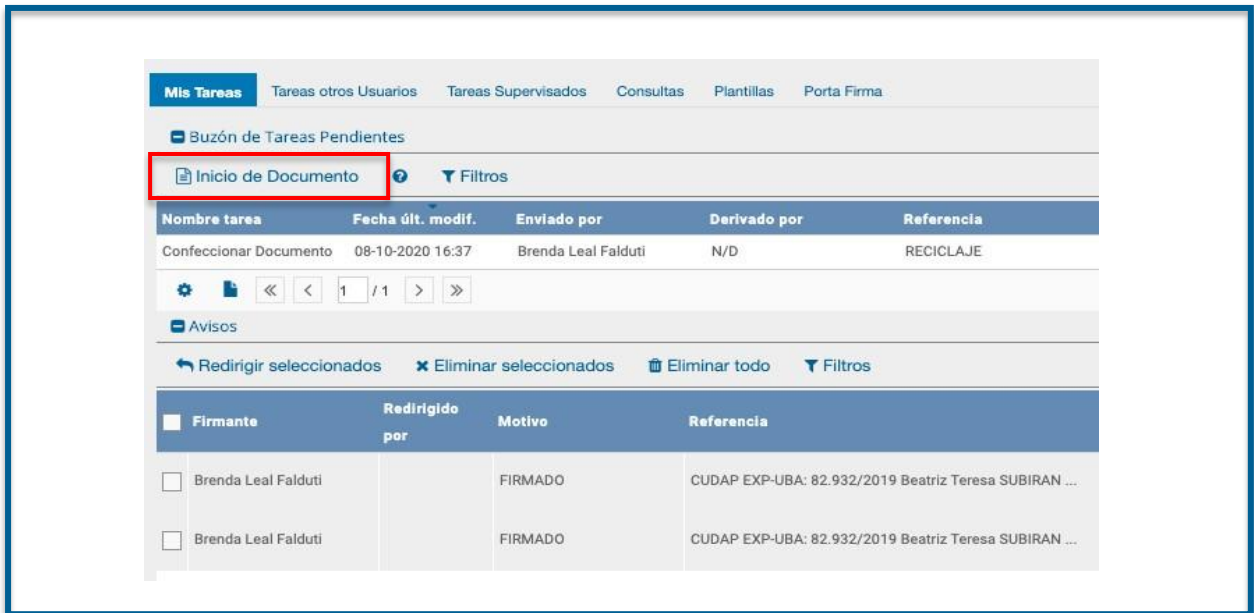 Mis Tareas Tareas otros Usuarios Tareas Supervisados Consultas Plantillas Porta Firma
Buzón de Tareas Pendientes
Inicio de Documento ? Filtros
Nombre tarea Fecha últ. modif. Enviado por Derivado por Referencia
Confeccionar Documento 08-10-2020 16:37 Brenda Leal Falduti N/D RECICLAJE
1 / 1
Avisos
Redirigir seleccionados Eliminar seleccionados Eliminar todo Filtros
Firmante Redirigido por Motivo Referencia
Brenda Leal Falduti FIRMADO CUDAP EXP-UBA: 82.932/2019 Beatriz Teresa SUBIRAN ...
Brenda Leal Falduti FIRMADO CUDAP EXP-UBA: 82.932/2019 Beatriz Teresa SUBIRAN ...